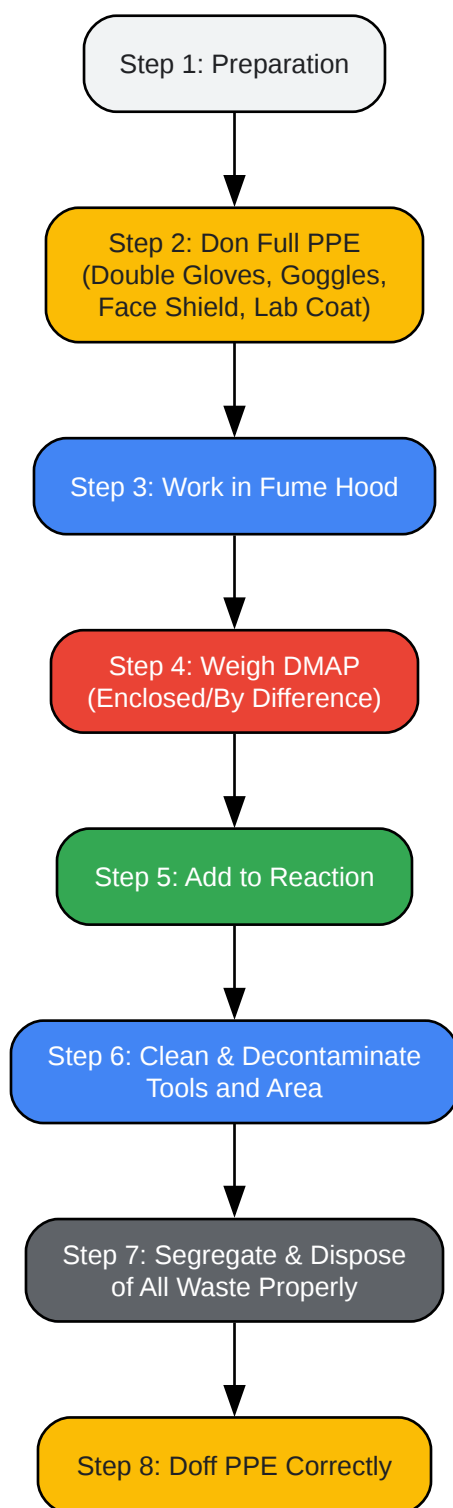 Step 1: Preparation
Step 2: Don Full PPE
(Double Gloves, Goggles,
Face Shield, Lab Coat)
Step 3: Work in Fume Hood
Step 4: Weigh DMAP
(Enclosed/By Difference)
Step 5: Add to Reaction
Step 6: Clean & Decontaminate
Tools and Area
Step 7: Segregate & Dispose
of All Waste Properly
Step 8: Doff PPE Correctly